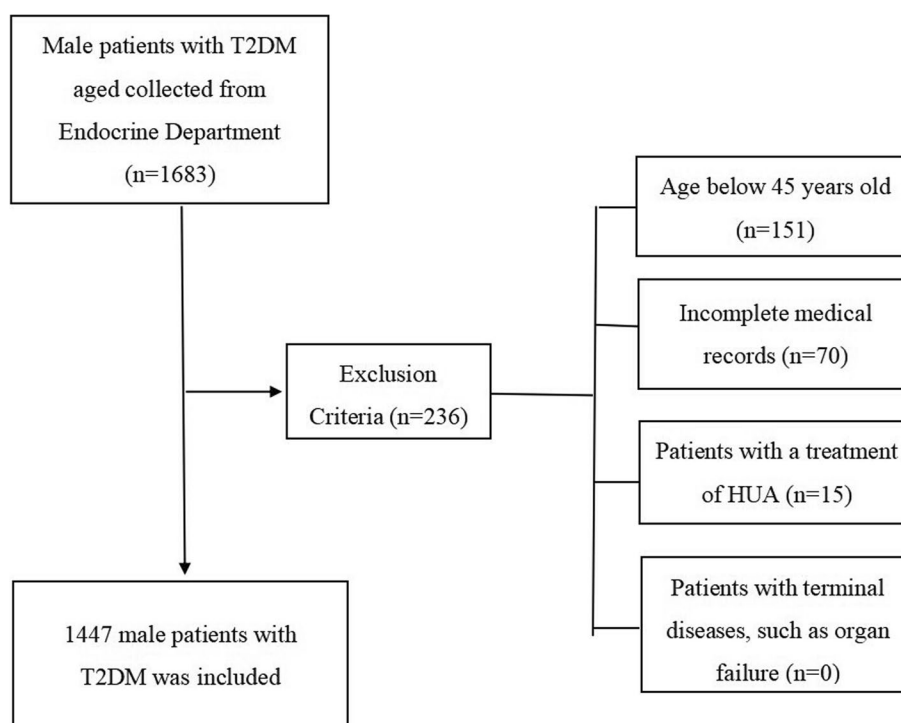 Male patients with T2DM
aged collected from
Endocrine Department
(n=1683)
Age below 45 years old
(n=151)
Incomplete medical
records (n=70)
Exclusion
Criteria (n=236)
Patients with a treatment
of HUA (n=15)
Patients with terminal
diseases, such as organ
failure (n=0)
1447 male patients with
T2DM was included